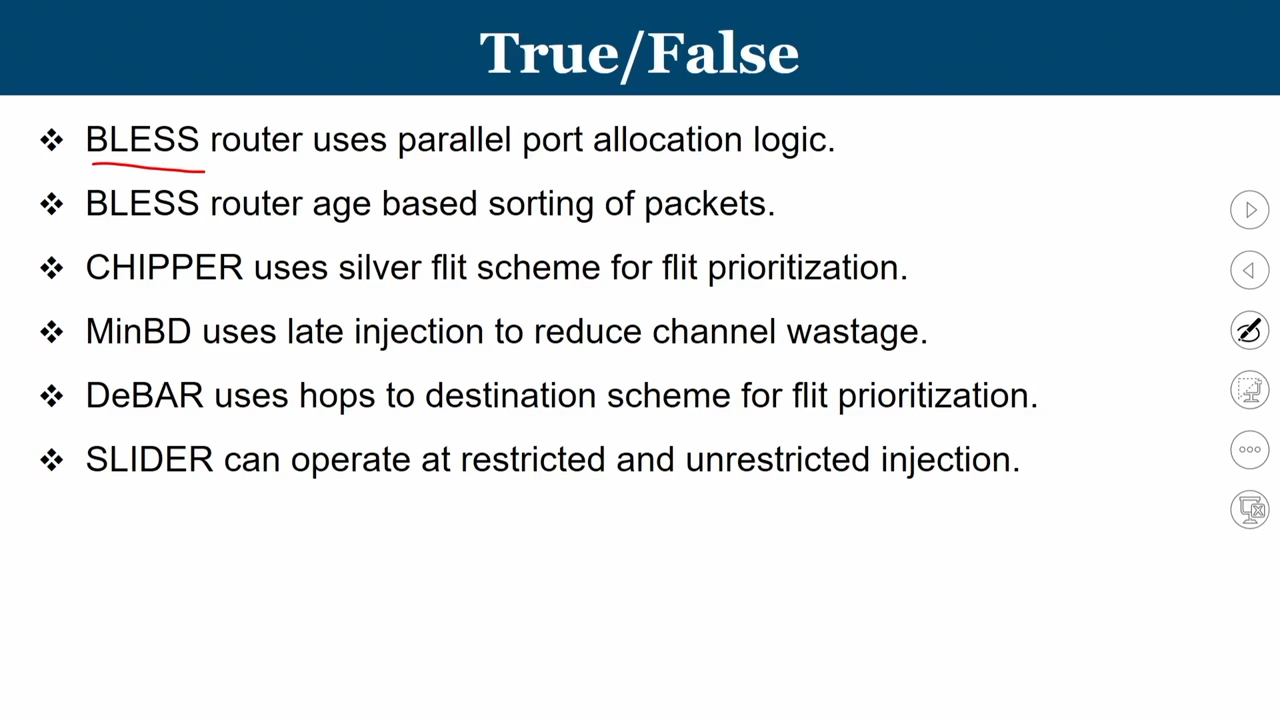 True/False
❖ BLESS router uses parallel port allocation logic.
❖ BLESS router age based sorting of packets.
❖ CHIPPER uses silver flit scheme for flit prioritization.
❖ MinBD uses late injection to reduce channel wastage.
❖ DeBAR uses hops to destination scheme for flit prioritization.
❖ SLIDER can operate at restricted and unrestricted injection.